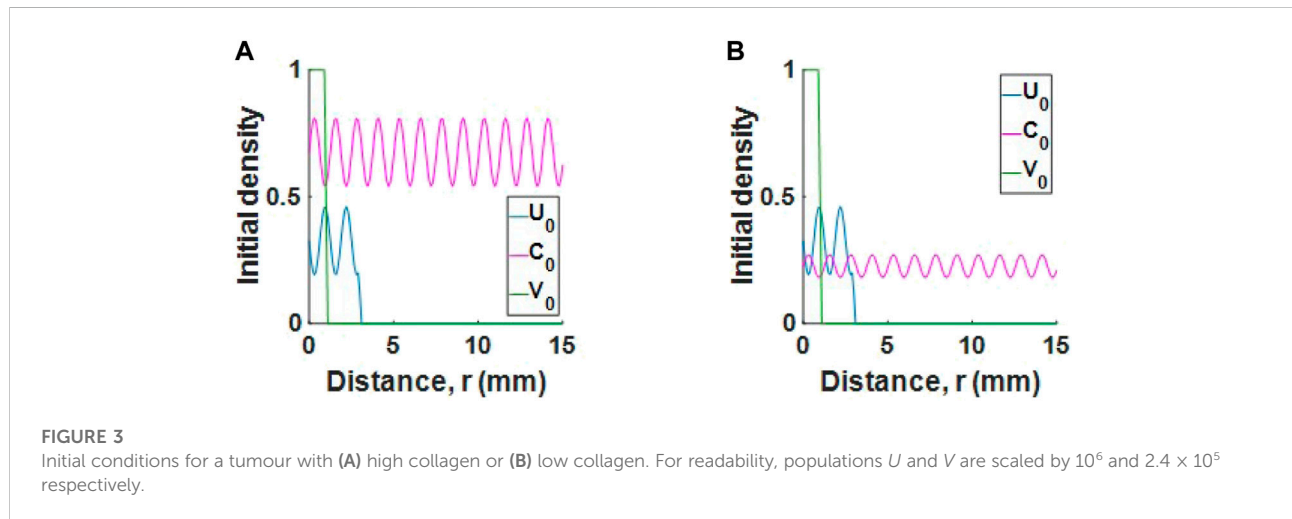 A
B
1
0.5
0
Initial density
U0
C0
V0
0
5
10
15
Distance, r (mm)
1
0.5
0
Initial density
U0
C0
V0
0
5
10
15
Distance, r (mm)
FIGURE 3
Initial conditions for a tumour with (A) high collagen or (B) low collagen. For readability, populations U and V are scaled by 10⁶ and 2.4 × 10⁵
respectively.